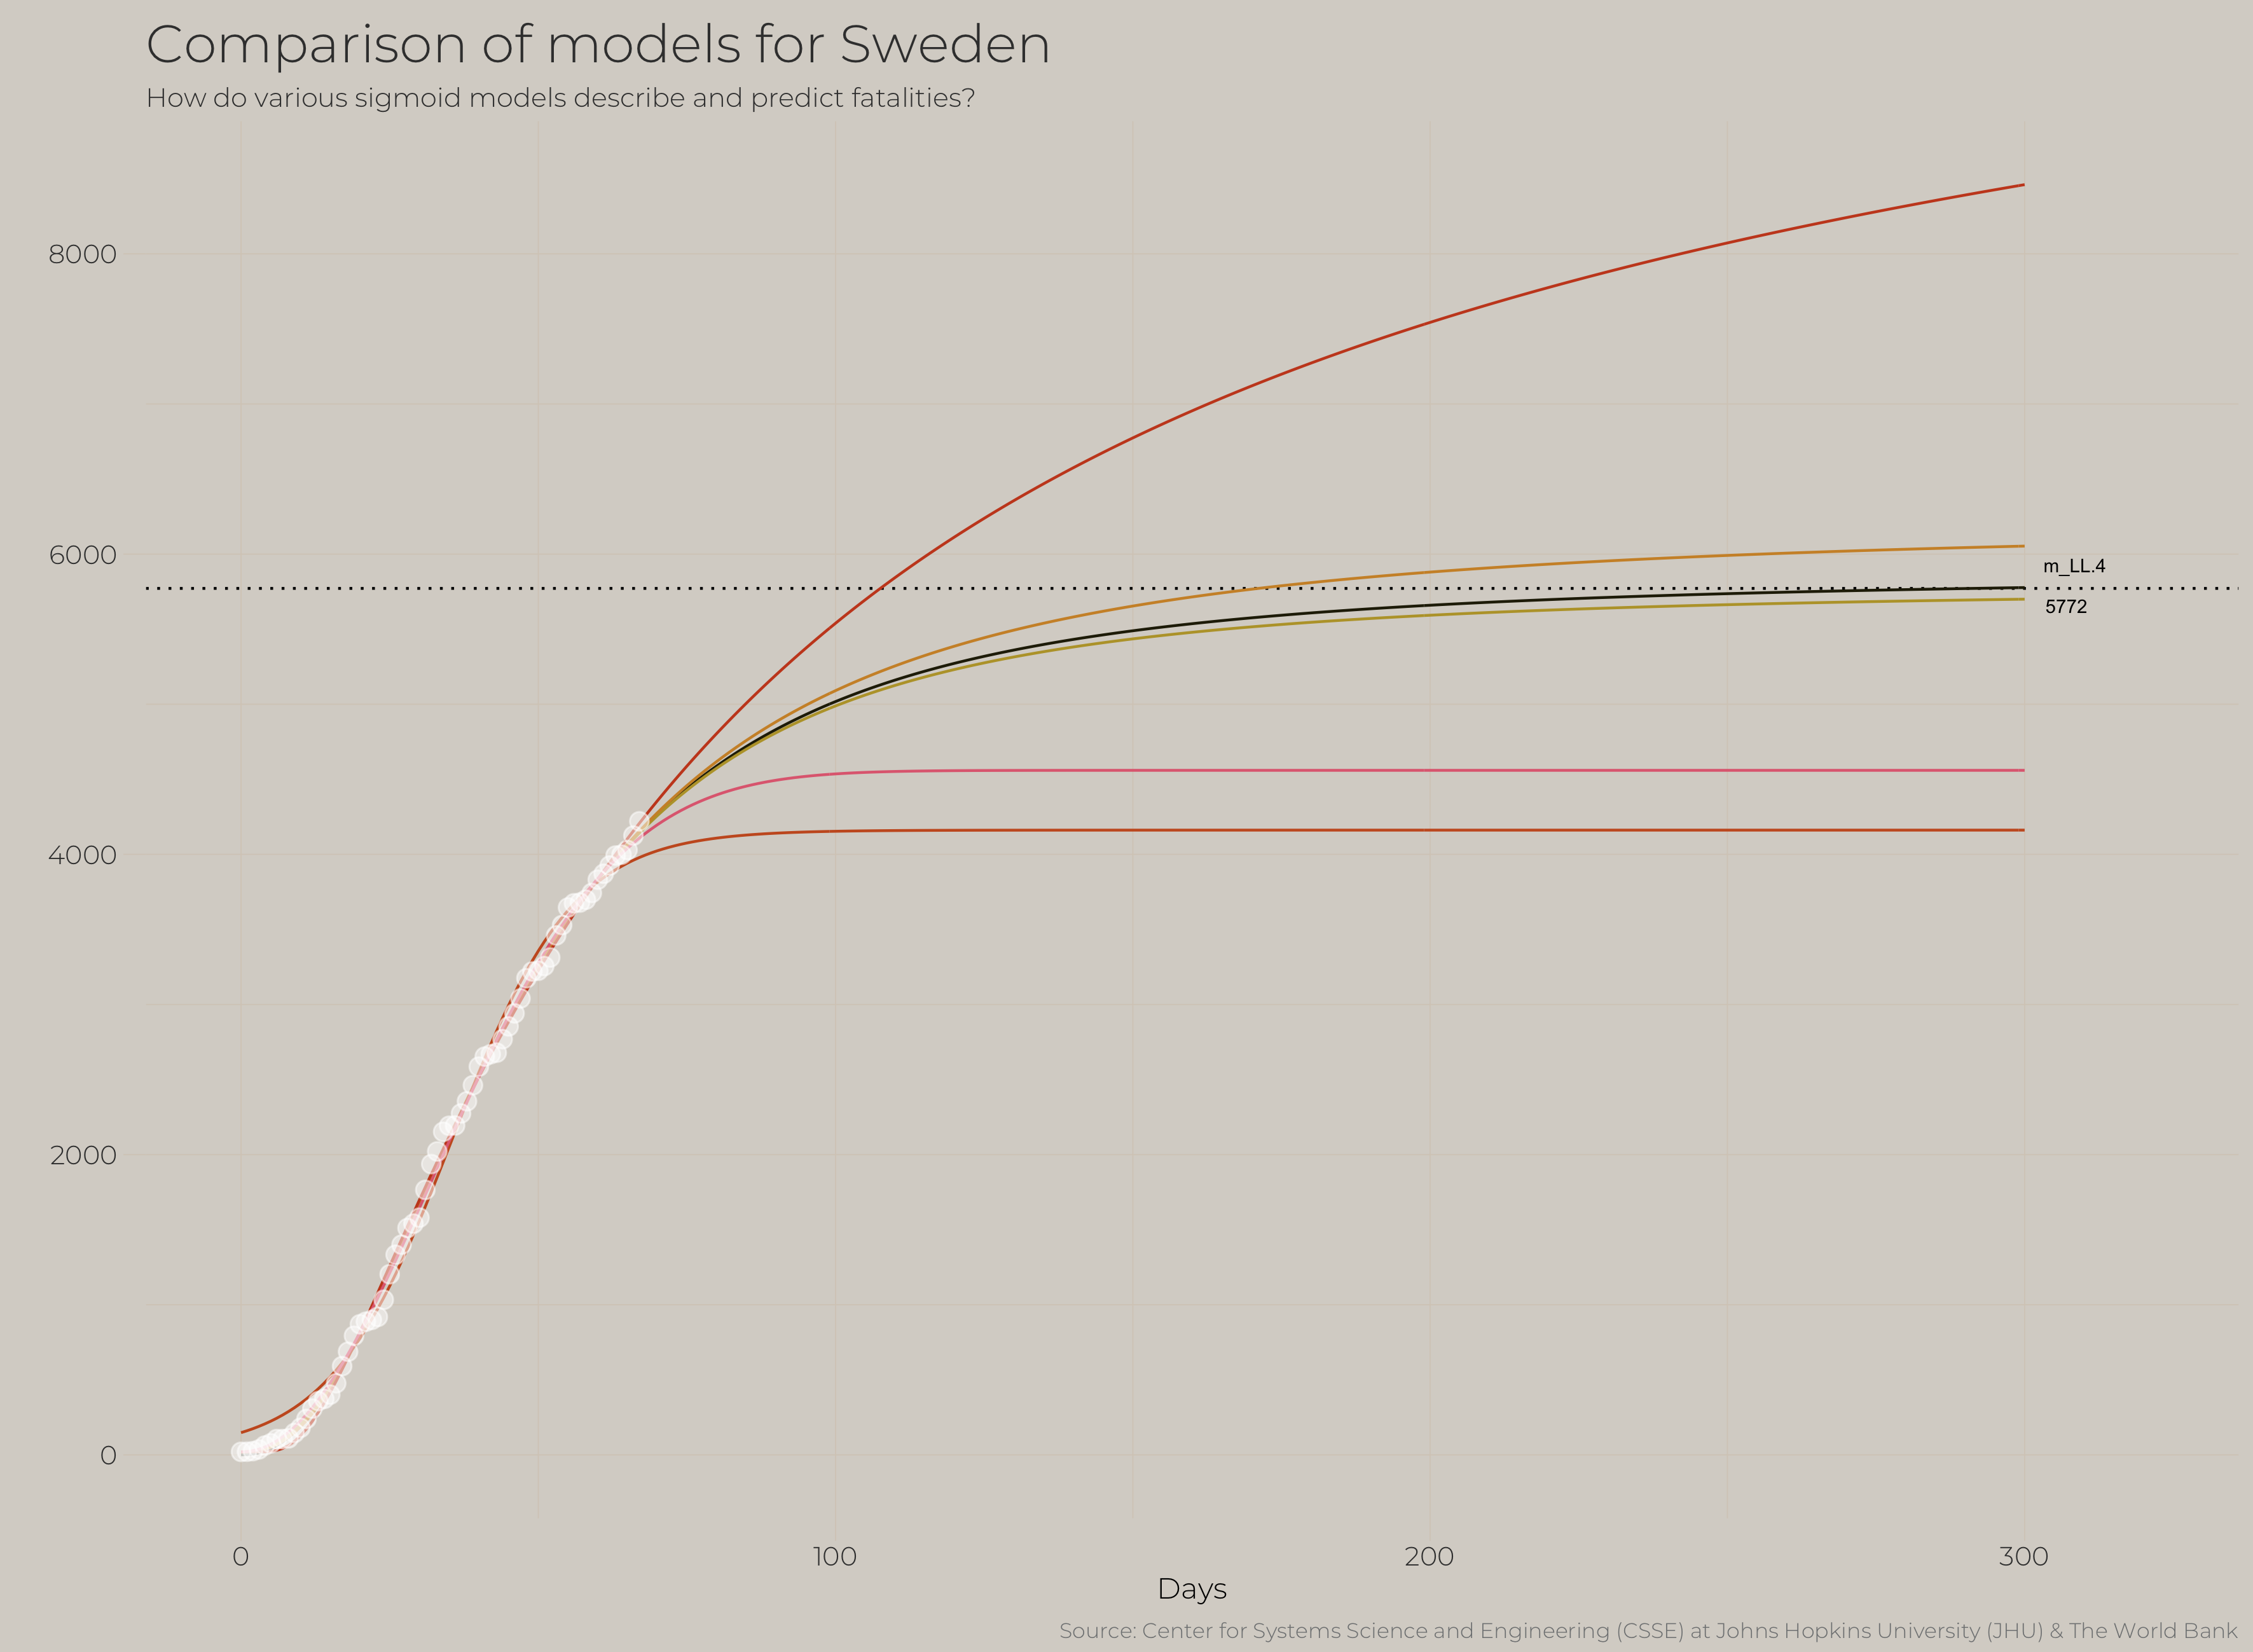 Comparison of models for Sweden
How do various sigmoid models describe and predict fatalities?
8000
6000
m_LL.4
5772
4000
2000
0
0 100 200 300
Days
Source: Center for Systems Science and Engineering (CSSE) at Johns Hopkins University (JHU) & The World Bank